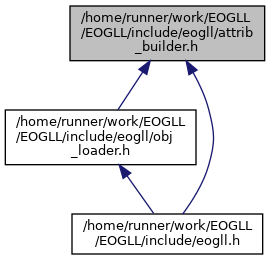 /home/runner/work/EOGLL
/EOGLL/include/eogll/attrib
_builder.h
/home/runner/work/EOGLL
/EOGLL/include/eogll/obj
_loader.h
/home/runner/work/EOGLL
/EOGLL/include/eogll.h